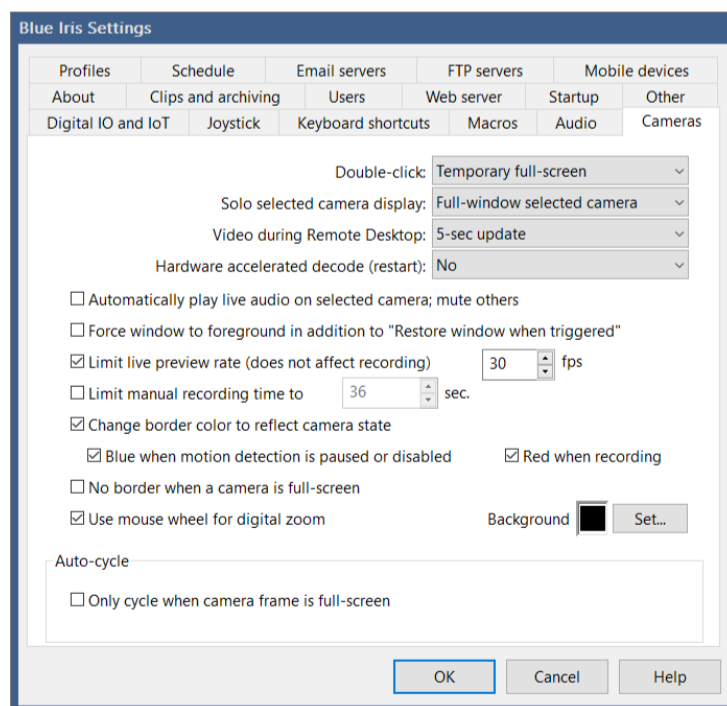 Blue Iris Settings
Profiles Schedule Email servers FTP servers Mobile devices
About Clips and archiving Users Web server Startup Other
Digital IO and IoT Joystick Keyboard shortcuts Macros Audio Cameras
Double-click: Temporary full-screen
Solo selected camera display: Full-window selected camera
Video during Remote Desktop: 5-sec update
Hardware accelerated decode (restart): No
Automatically play live audio on selected camera; mute others
Force window to foreground in addition to "Restore window when triggered"
Limit live preview rate (does not affect recording) 30 fps
Limit manual recording time to 36 sec.
Change border color to reflect camera state
Blue when motion detection is paused or disabled Red when recording
No border when a camera is full-screen
Use mouse wheel for digital zoom Background Set...
Auto-cycle
Only cycle when camera frame is full-screen
OK Cancel Help